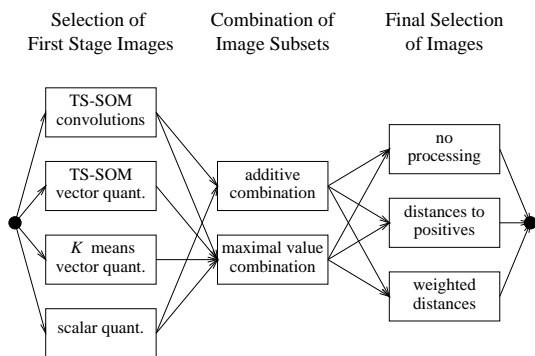 Selection of
First Stage Images
Combination of
Image Subsets
Final Selection
of Images
TS-SOM
convolutions
TS-SOM
vector quant.
K means
vector quant.
scalar quant.
additive
combination
maximal value
combination
no
processing
distances to
positives
weighted
distances